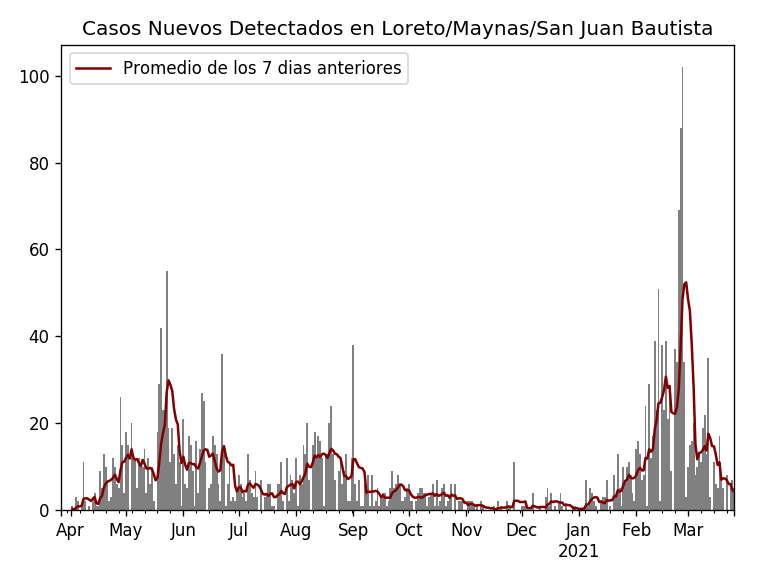 Casos Nuevos Detectados en Loreto/Maynas/San Juan Bautista
Promedio de los 7 dias anteriores
100
80
60
40
20
0
Apr May Jun Jul Aug Sep Oct Nov Dec Jan Feb Mar
2021